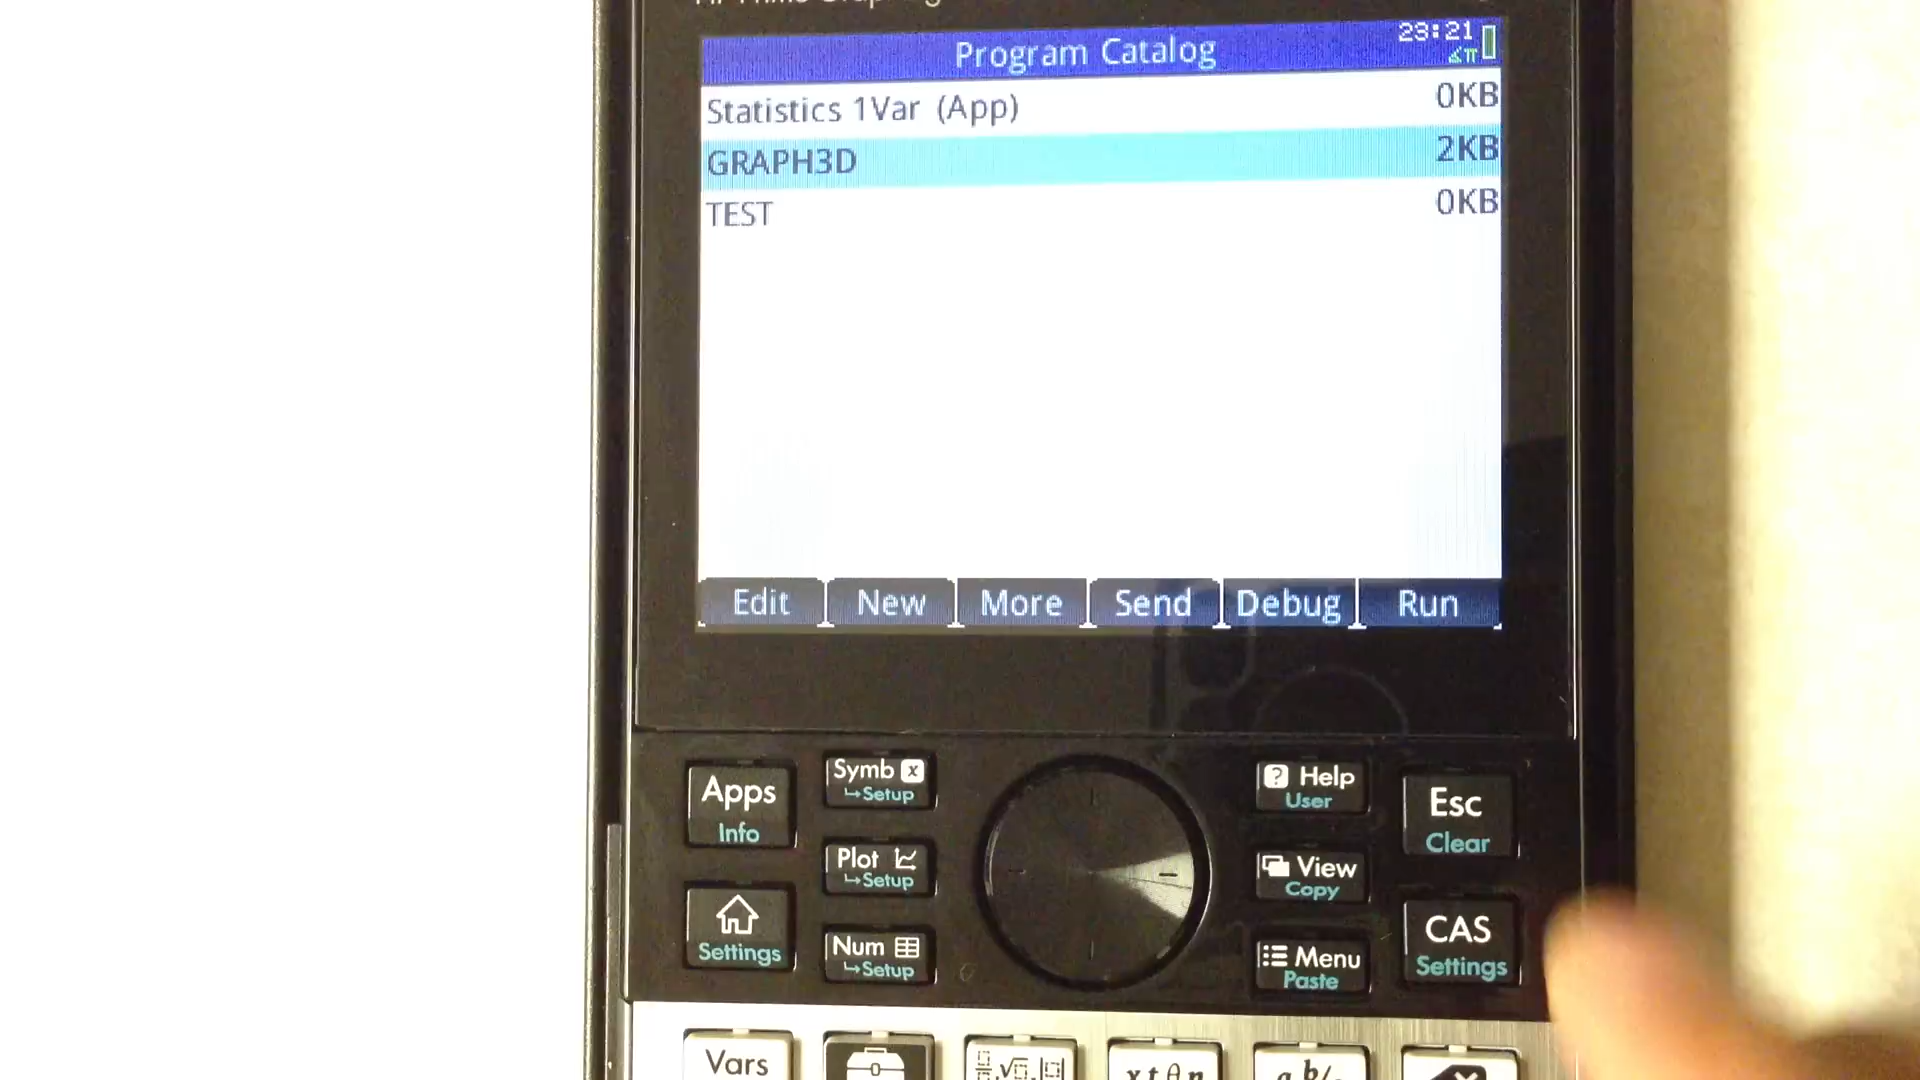 Program Catalog
23:21
∡π
Statistics 1Var (App) 0KB
GRAPH3D 2KB
TEST 0KB
Edit New More Send Debug Run
Apps
Info
Symb x
↪Setup
Plot
↪Setup
Settings
Num
↪Setup
? Help
User
View
Copy
Menu
Paste
Esc
Clear
CAS
Settings
Vars
x t θ n
a b/